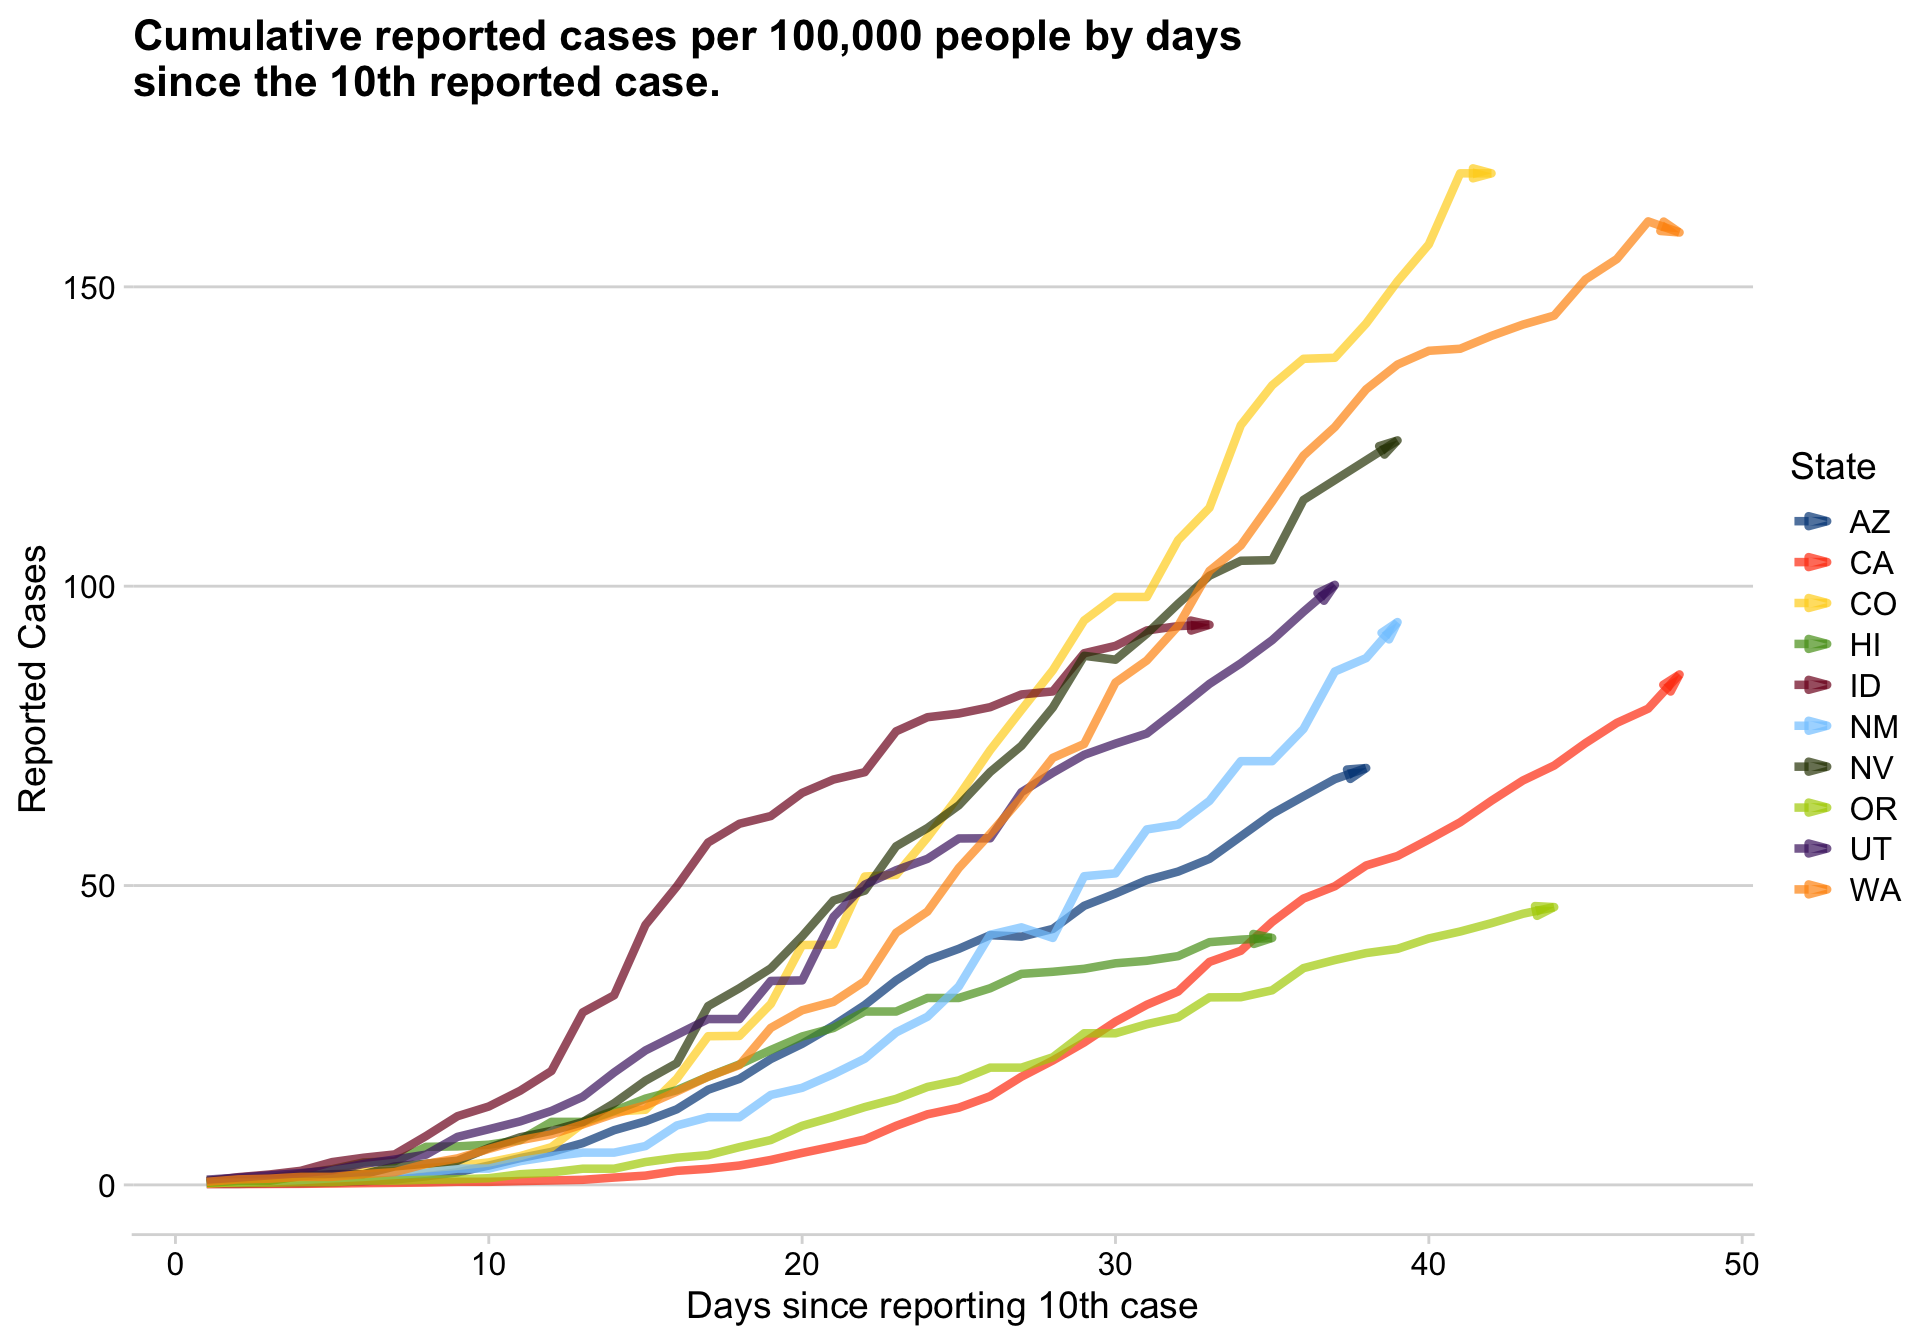 Cumulative reported cases per 100,000 people by days
since the 10th reported case.
150
100
50
0
Reported Cases
0 10 20 30 40 50
Days since reporting 10th case
State
AZ
CA
CO
HI
ID
NM
NV
OR
UT
WA